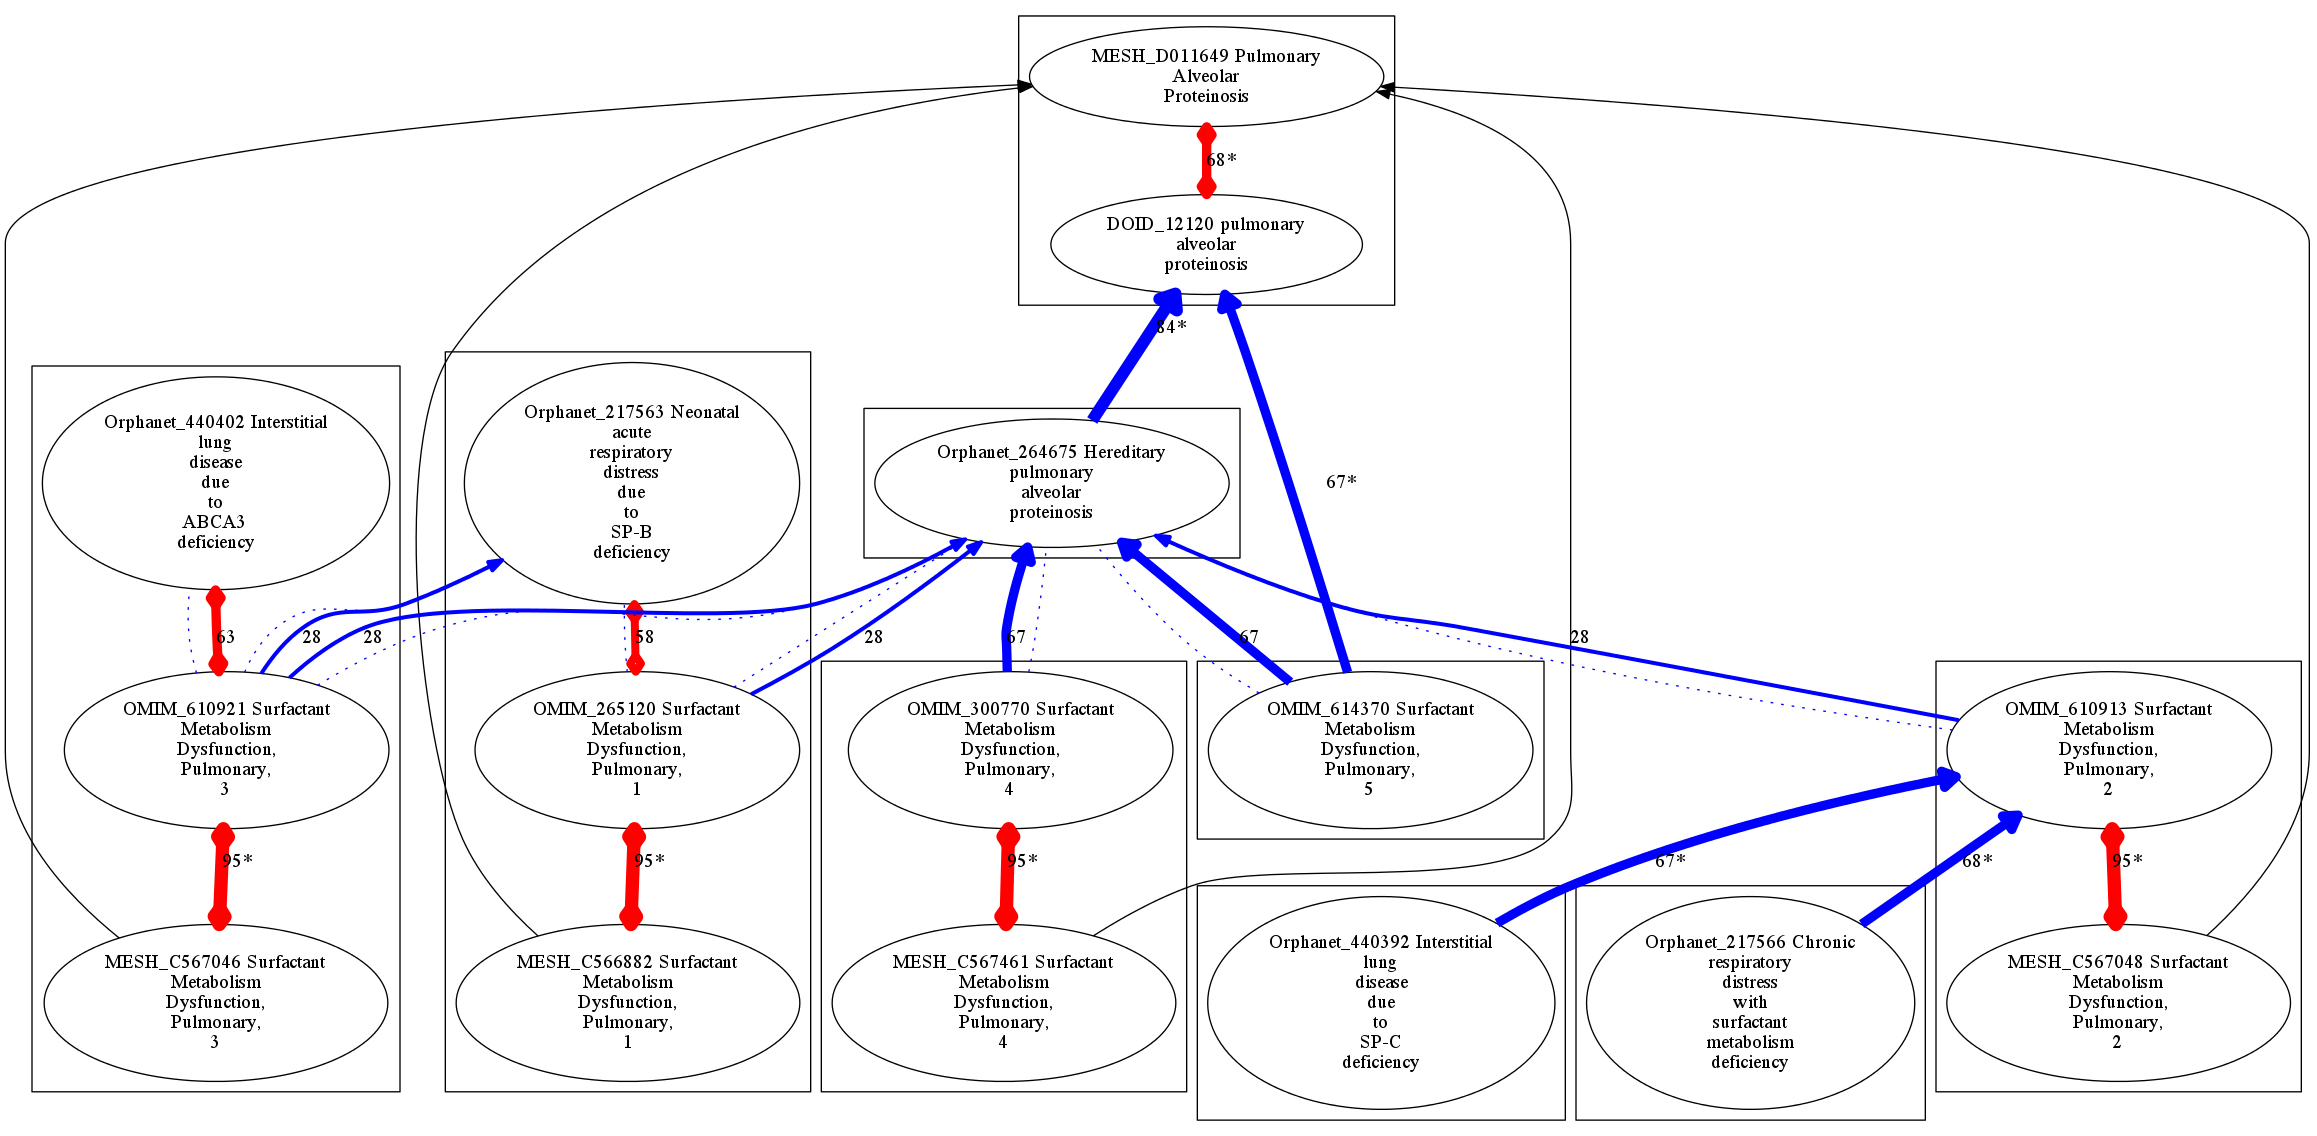 MESH_D011649 Pulmonary
Alveolar
Proteinosis
68*
DOID_12120 pulmonary
alveolar
proteinosis
84*
Orphanet_440402 Interstitial
lung
disease
due
to
ABCA3
deficiency
Orphanet_217563 Neonatal
acute
respiratory
distress
due
to
SP-B
deficiency
Orphanet_264675 Hereditary
pulmonary
alveolar
proteinosis
67*
63
28
28
58
28
67
67
28
OMIM_610921 Surfactant
Metabolism
Dysfunction,
Pulmonary,
3
OMIM_265120 Surfactant
Metabolism
Dysfunction,
Pulmonary,
1
OMIM_300770 Surfactant
Metabolism
Dysfunction,
Pulmonary,
4
OMIM_614370 Surfactant
Metabolism
Dysfunction,
Pulmonary,
5
OMIM_610913 Surfactant
Metabolism
Dysfunction,
Pulmonary,
2
95*
95*
95*
67*
68*
95*
MESH_C567046 Surfactant
Metabolism
Dysfunction,
Pulmonary,
3
MESH_C566882 Surfactant
Metabolism
Dysfunction,
Pulmonary,
1
MESH_C567461 Surfactant
Metabolism
Dysfunction,
Pulmonary,
4
Orphanet_440392 Interstitial
lung
disease
due
to
SP-C
deficiency
Orphanet_217566 Chronic
respiratory
distress
with
surfactant
metabolism
deficiency
MESH_C567048 Surfactant
Metabolism
Dysfunction,
Pulmonary,
2